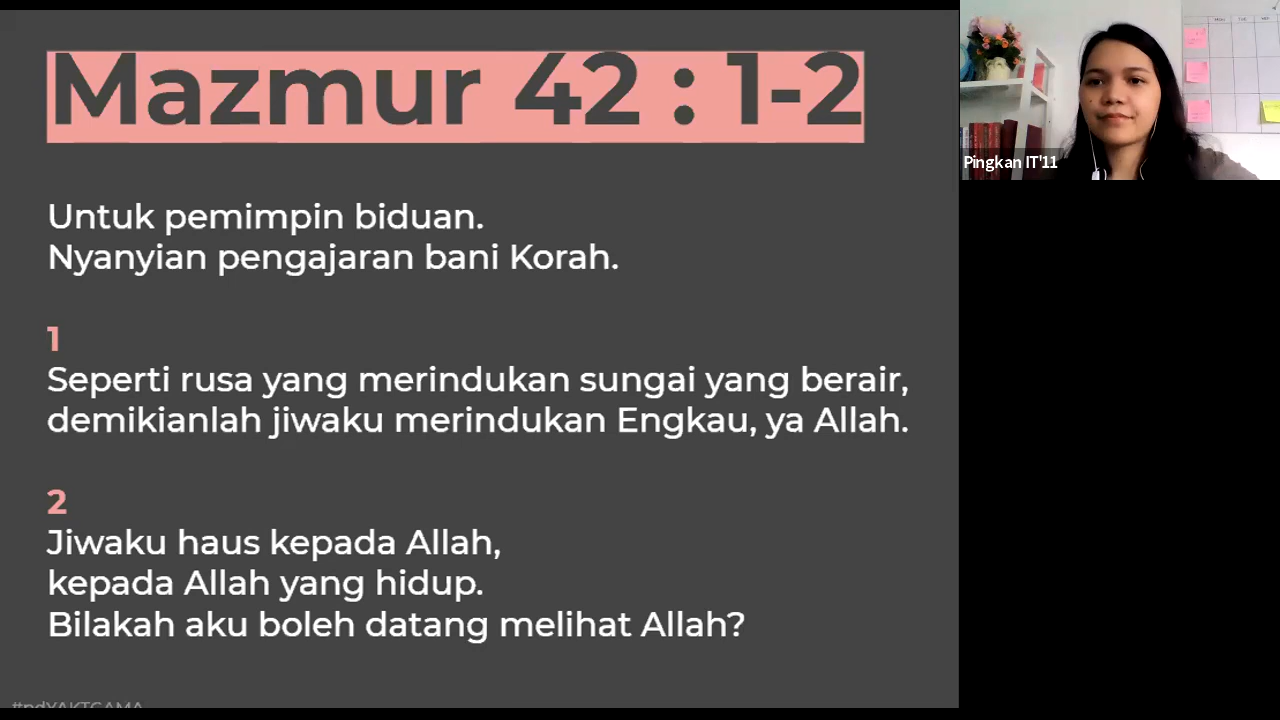 Mazmur 42 : 1-2
Untuk pemimpin biduan.
Nyanyian pengajaran bani Korah.
1
Seperti rusa yang merindukan sungai yang berair,
demikianlah jiwaku merindukan Engkau, ya Allah.
2
Jiwaku haus kepada Allah,
kepada Allah yang hidup.
Bilakah aku boleh datang melihat Allah?
Pingkan IT'11